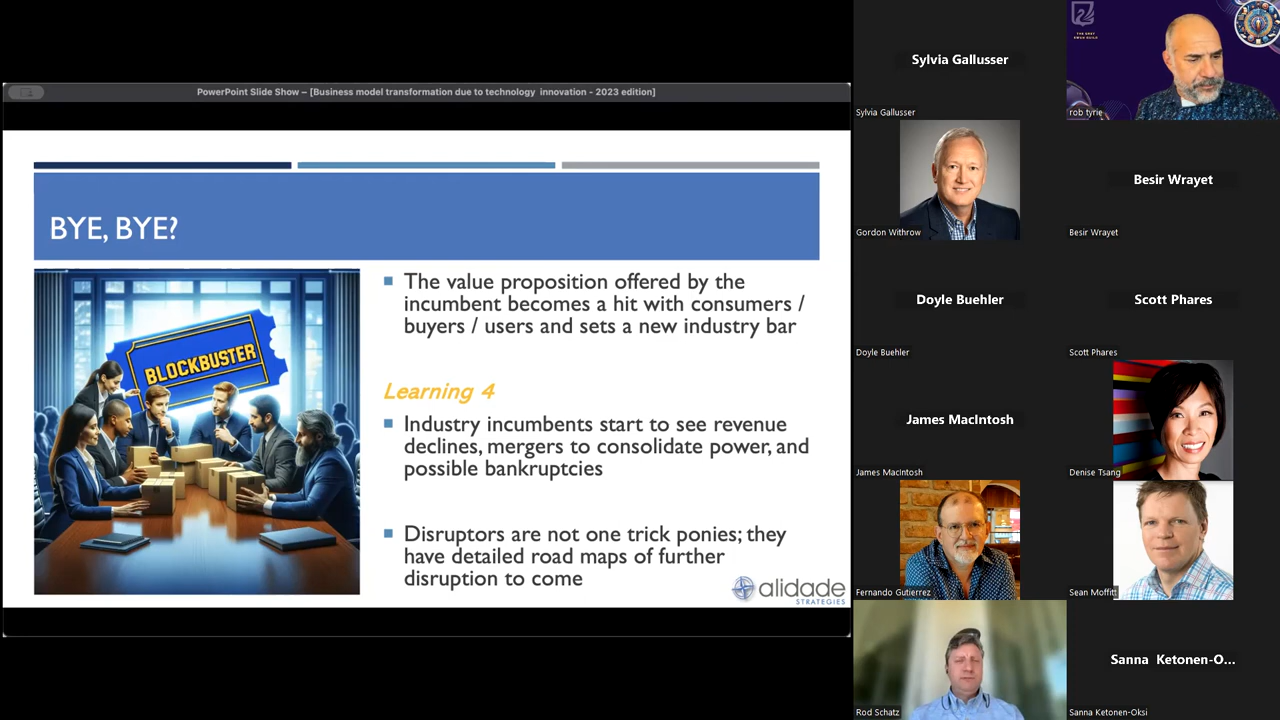 PowerPoint Slide Show – [Business model transformation due to technology  innovation - 2023 edition]
BYE, BYE?
BLOCKBUSTER
The value proposition offered by the
incumbent becomes a hit with consumers /
buyers / users and sets a new industry bar
Learning 4
Industry incumbents start to see revenue
declines, mergers to consolidate power, and
possible bankruptcies
Disruptors are not one trick ponies; they
have detailed road maps of further
disruption to come
alidade
STRATEGIES
Sylvia Gallusser
Sylvia Gallusser
THE GREY
SWAN GUILD
rob tyrie
Gordon Withrow
Besir Wrayet
Besir Wrayet
Doyle Buehler
Doyle Buehler
Scott Phares
Scott Phares
James MacIntosh
James MacIntosh
Denise Tsang
Fernando Gutierrez
Sean Moffitt
Rod Schatz
Sanna  Ketonen-O...
Sanna Ketonen-Oksi